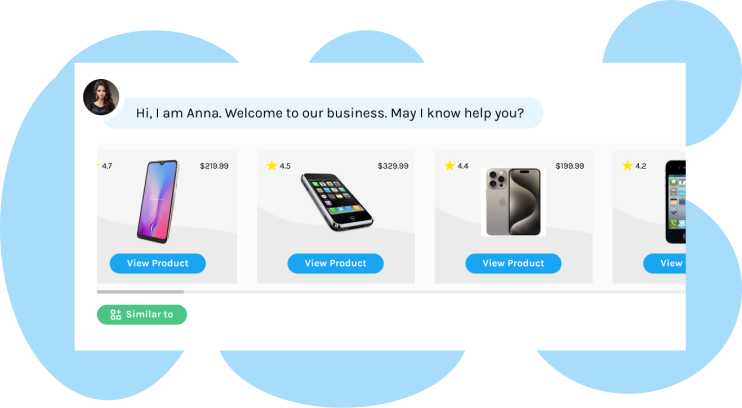 Hi, I am Anna. Welcome to our business. May I know help you?
4.7 $219.99
4.5 $329.99
4.4 $199.99
4.2
View Product
View Product
View Product
View
Similar to